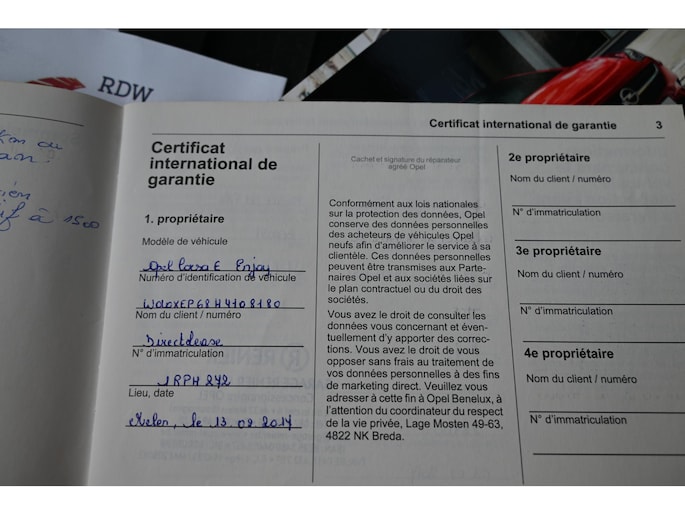 RDW
Certificat international de garantie 3
Km ou
à 1500
Certificat
international de
garantie
1. propriétaire
Modèle de véhicule
Opel Corsa E Enjoy
Numéro d'identification de véhicule
W0L0XEP68H4108180
Nom du client / numéro
Directlease
N° d'immatriculation
1RPH 272
Lieu, date
le 13.02.2017
Cachet et signature du réparateur
agréé Opel
Conformément aux lois nationales
sur la protection des données, Opel
conserve des données personnelles
des acheteurs de véhicules Opel
neufs afin d'améliorer le service à sa
clientèle. Ces données personnelles
peuvent être transmises aux Parte-
naires Opel et aux sociétés liées sur
le plan contractuel ou du droit des
sociétés.
Vous avez le droit de consulter les
données vous concernant et éven-
tuellement d'y apporter des correc-
tions. Vous avez le droit de vous
opposer sans frais au traitement de
vos données personnelles à des fins
de marketing direct. Veuillez vous
adresser à cette fin à Opel Benelux, à
l'attention du coordinateur du respect
de la vie privée, Lage Mosten 49-63,
4822 NK Breda.
2e propriétaire
Nom du client / numéro
N° d'immatriculation
3e propriétaire
Nom du client / numéro
N° d'immatriculation
4e propriétaire
Nom du client / numéro
N° d'immatriculation